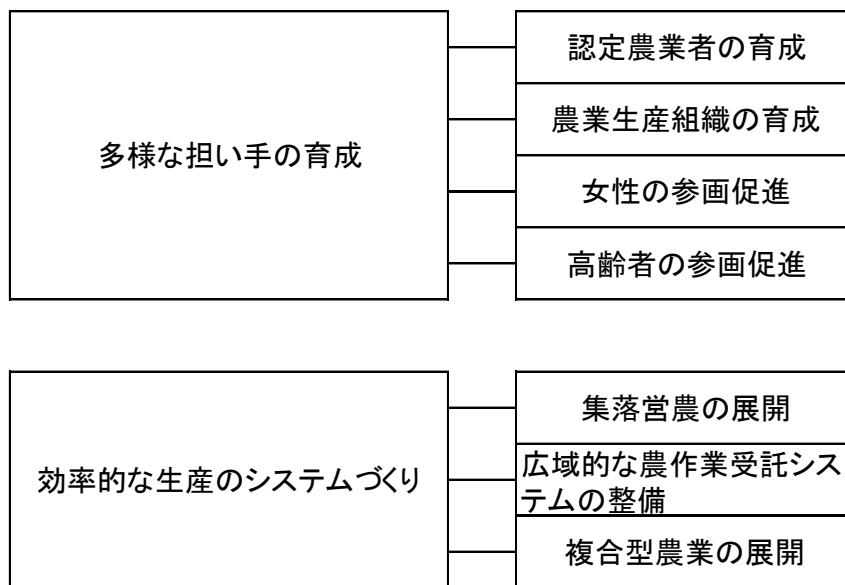 多様な担い手の育成
認定農業者の育成
農業生産組織の育成
女性の参画促進
高齢者の参画促進
効率的な生産のシステムづくり
集落営農の展開
広域的な農作業受託シス
テムの整備
複合型農業の展開